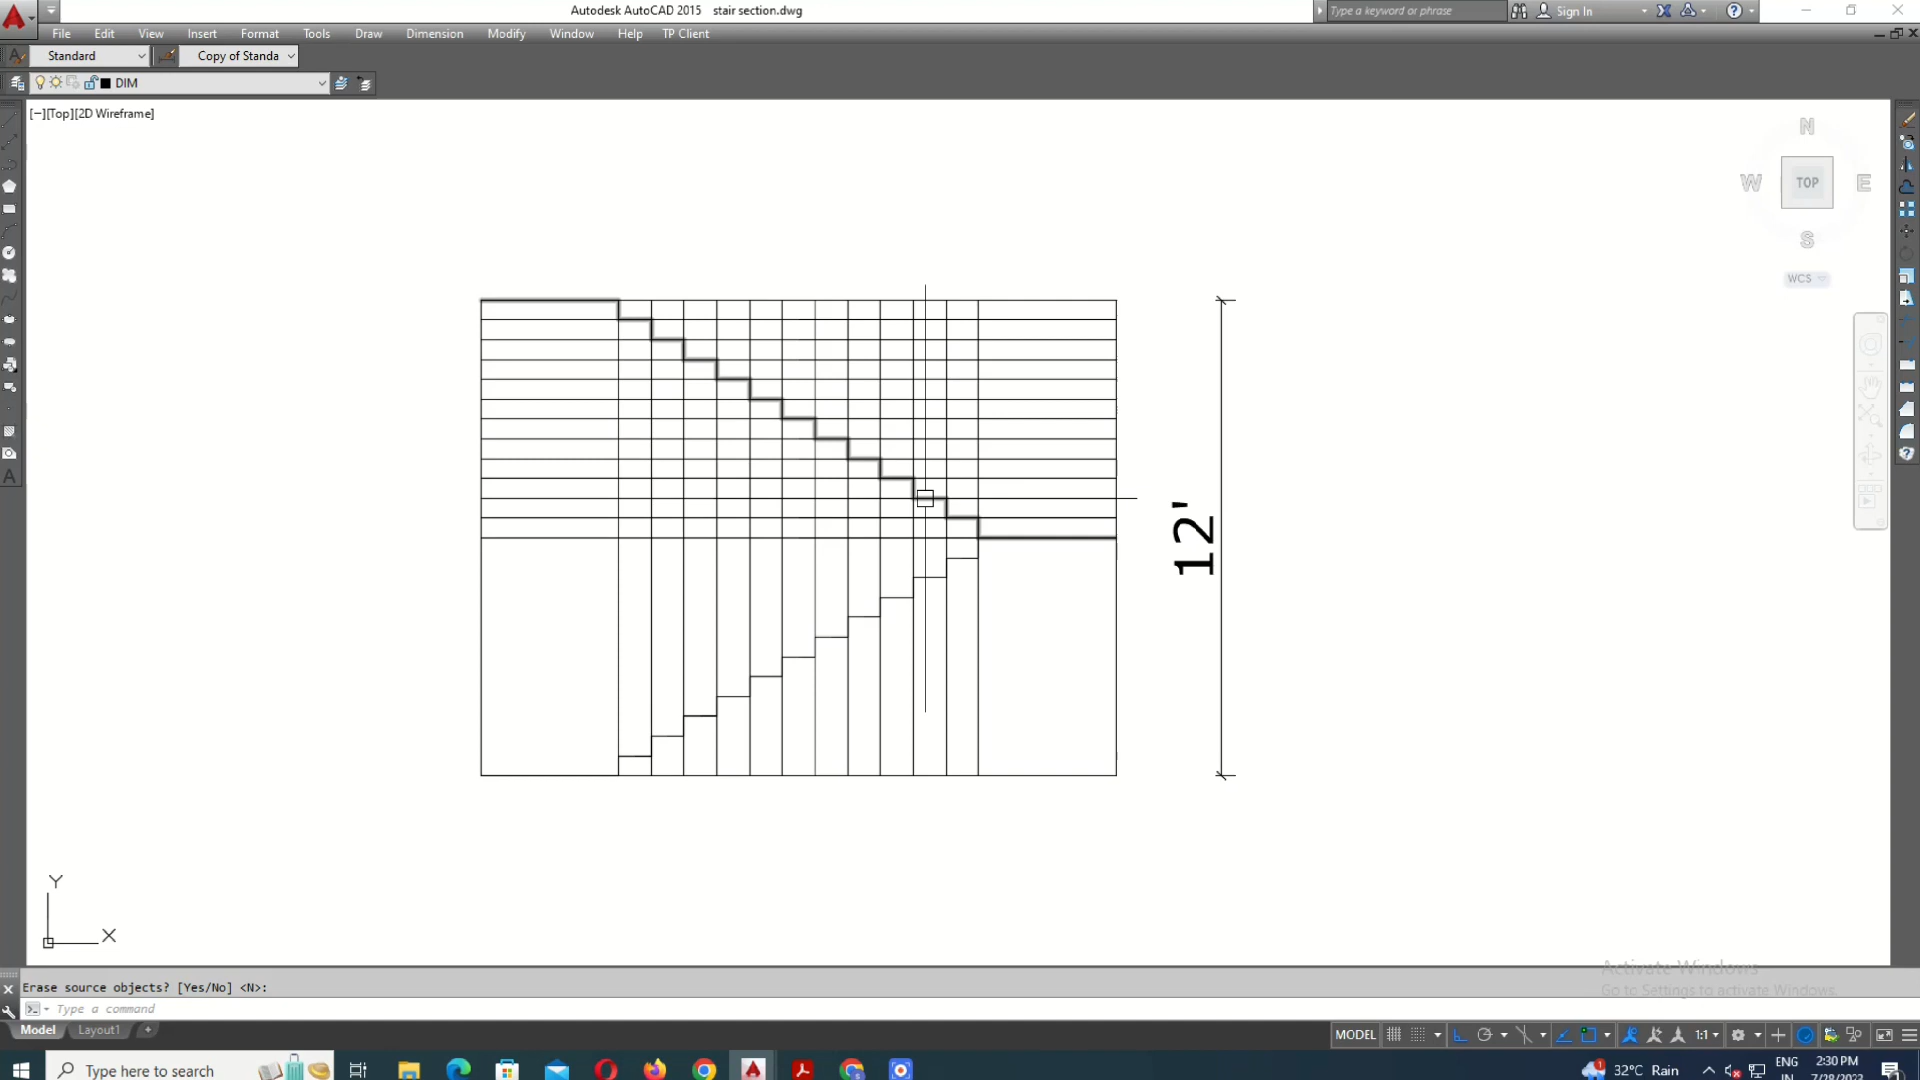 Autodesk AutoCAD 2015 stair section.dwg
Type a keyword or phrase
Sign In
File Edit View Insert Format Tools Draw Dimension Modify Window Help TP Client
Standard Copy of Standa
DIM
[−][Top][2D Wireframe]
N
W TOP E
S
WCS
12'
Y
X
Activate Windows
Go to Settings to activate Windows.
Erase source objects? [Yes/No] <N>:
Type a command
Model Layout1 +
MODEL 1:1
Type here to search
32°C Rain
ENG
IN
2:30 PM